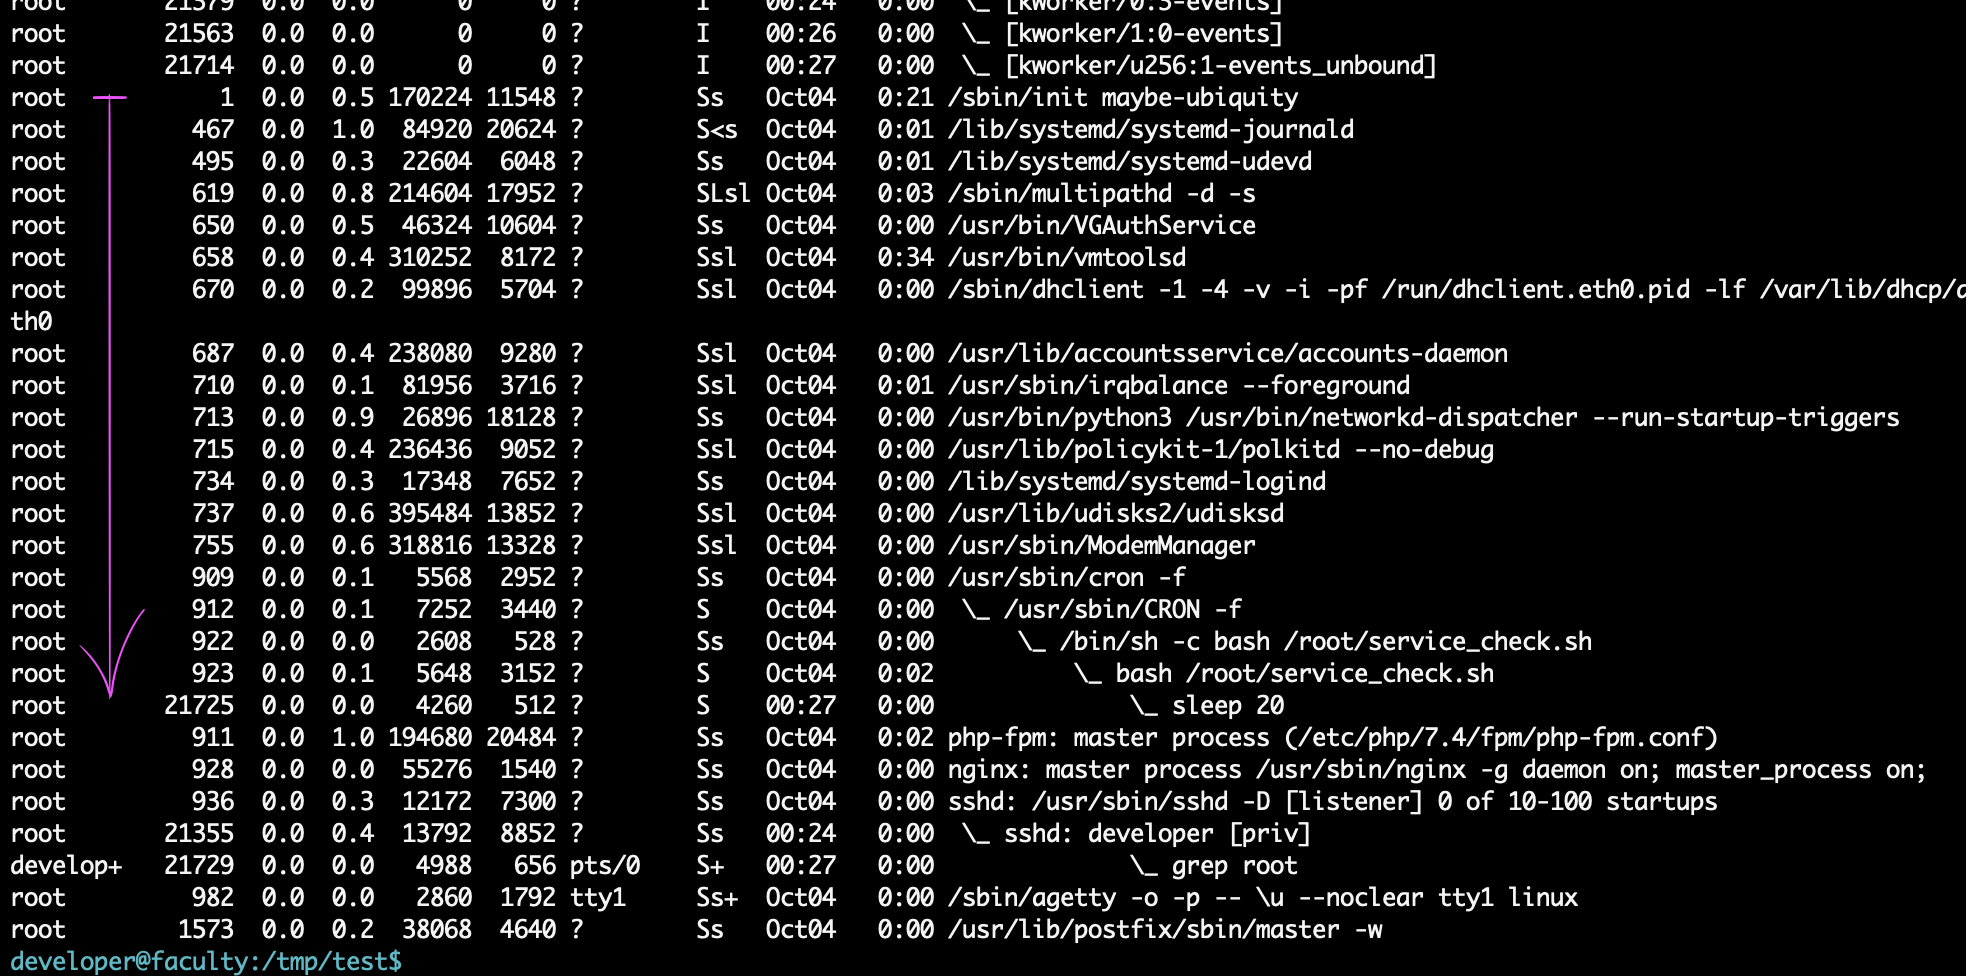 root 21379 0.0 0.0 0 0 ? I 00:24 0:00 \_ [kworker/0:3-events]
root 21563 0.0 0.0 0 0 ? I 00:26 0:00 \_ [kworker/1:0-events]
root 21714 0.0 0.0 0 0 ? I 00:27 0:00 \_ [kworker/u256:1-events_unbound]
root 1 0.0 0.5 170224 11548 ? Ss Oct04 0:21 /sbin/init maybe-ubiquity
root 467 0.0 1.0 84920 20624 ? S<s Oct04 0:01 /lib/systemd/systemd-journald
root 495 0.0 0.3 22604 6048 ? Ss Oct04 0:01 /lib/systemd/systemd-udevd
root 619 0.0 0.8 214604 17952 ? SLsl Oct04 0:03 /sbin/multipathd -d -s
root 650 0.0 0.5 46324 10604 ? Ss Oct04 0:00 /usr/bin/VGAuthService
root 658 0.0 0.4 310252 8172 ? Ssl Oct04 0:34 /usr/bin/vmtoolsd
root 670 0.0 0.2 99896 5704 ? Ssl Oct04 0:00 /sbin/dhclient -1 -4 -v -i -pf /run/dhclient.eth0.pid -lf /var/lib/dhcp/
th0
root 687 0.0 0.4 238080 9280 ? Ssl Oct04 0:00 /usr/lib/accountsservice/accounts-daemon
root 710 0.0 0.1 81956 3716 ? Ssl Oct04 0:01 /usr/sbin/irqbalance --foreground
root 713 0.0 0.9 26896 18128 ? Ss Oct04 0:00 /usr/bin/python3 /usr/bin/networkd-dispatcher --run-startup-triggers
root 715 0.0 0.4 236436 9052 ? Ssl Oct04 0:00 /usr/lib/policykit-1/polkitd --no-debug
root 734 0.0 0.3 17348 7652 ? Ss Oct04 0:00 /lib/systemd/systemd-logind
root 737 0.0 0.6 395484 13852 ? Ssl Oct04 0:00 /usr/lib/udisks2/udisksd
root 755 0.0 0.6 318816 13328 ? Ssl Oct04 0:00 /usr/sbin/ModemManager
root 909 0.0 0.1 5568 2952 ? Ss Oct04 0:00 /usr/sbin/cron -f
root 912 0.0 0.1 7252 3440 ? S Oct04 0:00 \_ /usr/sbin/CRON -f
root 922 0.0 0.0 2608 528 ? Ss Oct04 0:00 \_ /bin/sh -c bash /root/service_check.sh
root 923 0.0 0.1 5648 3152 ? S Oct04 0:02 \_ bash /root/service_check.sh
root 21725 0.0 0.0 4260 512 ? S 00:27 0:00 \_ sleep 20
root 911 0.0 1.0 194680 20484 ? Ss Oct04 0:02 php-fpm: master process (/etc/php/7.4/fpm/php-fpm.conf)
root 928 0.0 0.0 55276 1540 ? Ss Oct04 0:00 nginx: master process /usr/sbin/nginx -g daemon on; master_process on;
root 936 0.0 0.3 12172 7300 ? Ss Oct04 0:00 sshd: /usr/sbin/sshd -D [listener] 0 of 10-100 startups
root 21355 0.0 0.4 13792 8852 ? Ss 00:24 0:00 \_ sshd: developer [priv]
develop+ 21729 0.0 0.0 4988 656 pts/0 S+ 00:27 0:00 \_ grep root
root 982 0.0 0.0 2860 1792 tty1 Ss+ Oct04 0:00 /sbin/agetty -o -p -- \u --noclear tty1 linux
root 1573 0.0 0.2 38068 4640 ? Ss Oct04 0:00 /usr/lib/postfix/sbin/master -w
developer@faculty:/tmp/test$